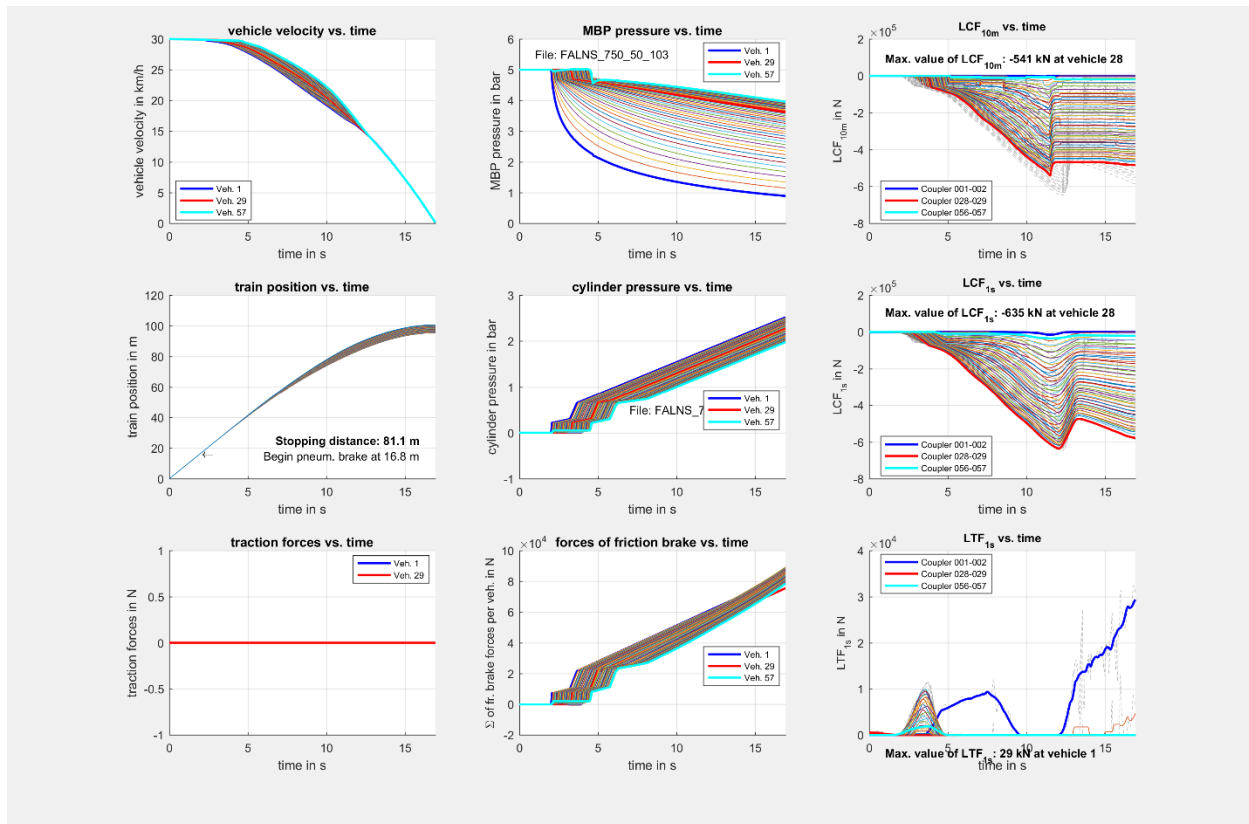 vehicle velocity vs. time
vehicle velocity in km/h
30
25
20
15
10
5
0
Veh. 1
Veh. 29
Veh. 57
0
5
10
15
time in s
MBP pressure vs. time
File: FALNS_750_50_103
MBP pressure in bar
6
5
4
3
2
1
0
Veh. 1
Veh. 29
Veh. 57
0
5
10
15
time in s
LCF10m vs. time
×10^5
Max. value of LCF10m: -541 kN at vehicle 28
LCF10m in N
2
0
-2
-4
-6
-8
Coupler 001-002
Coupler 028-029
Coupler 056-057
0
5
10
15
time in s
train position vs. time
train position in m
120
100
80
60
40
20
0
Stopping distance: 81.1 m
Begin pneum. brake at 16.8 m
0
5
10
15
time in s
cylinder pressure vs. time
cylinder pressure in bar
3
2
1
0
-1
File: FALNS_7
Veh. 1
Veh. 29
Veh. 57
0
5
10
15
time in s
LCF1s vs. time
×10^5
Max. value of LCF1s: -635 kN at vehicle 28
LCF1s in N
2
0
-2
-4
-6
-8
Coupler 001-002
Coupler 028-029
Coupler 056-057
0
5
10
15
time in s
traction forces vs. time
traction forces in N
1
0.5
0
-0.5
-1
Veh. 1
Veh. 29
0
5
10
15
time in s
forces of friction brake vs. time
×10^4
Σ of fr. brake forces per veh. in N
10
8
6
4
2
0
-2
Veh. 1
Veh. 29
Veh. 57
0
5
10
15
time in s
LTF1s vs. time
×10^4
LTF1s in N
4
3
2
1
0
Coupler 001-002
Coupler 028-029
Coupler 056-057
0
5
10
15
Max. value of LTF1s: 29 kN at vehicle 1
time in s